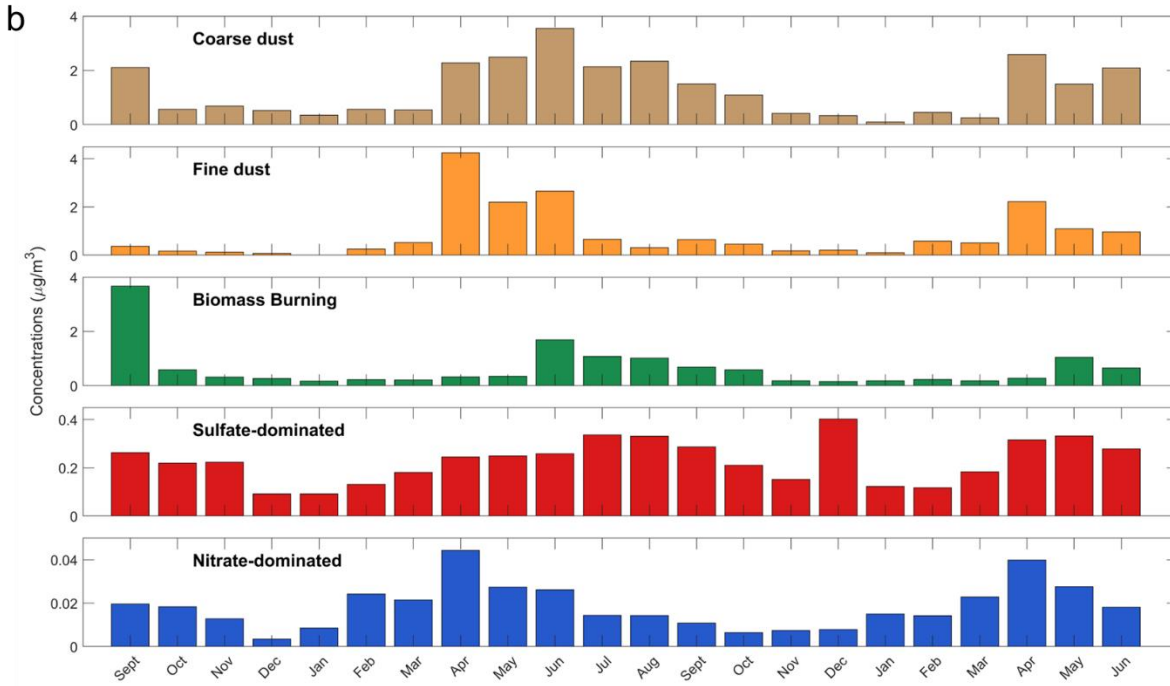 b
Concentrations (μg/m³)
Coarse dust
4
2
0
Fine dust
4
2
0
Biomass Burning
4
2
0
Sulfate-dominated
0.4
0.2
0
Nitrate-dominated
0.04
0.02
0
Sept Oct Nov Dec Jan Feb Mar Apr May Jun Jul Aug Sept Oct Nov Dec Jan Feb Mar Apr May Jun